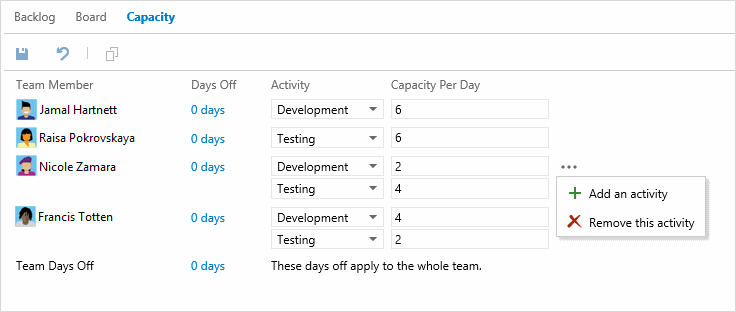 Backlog Board Capacity
Team Member Days Off Activity Capacity Per Day
Jamal Hartnett 0 days Development 6
Raisa Pokrovskaya 0 days Testing 6
Nicole Zamara 0 days Development 2 •••
Testing 4
Add an activity
Francis Totten 0 days Development 4
Remove this activity
Testing 2
Team Days Off 0 days These days off apply to the whole team.